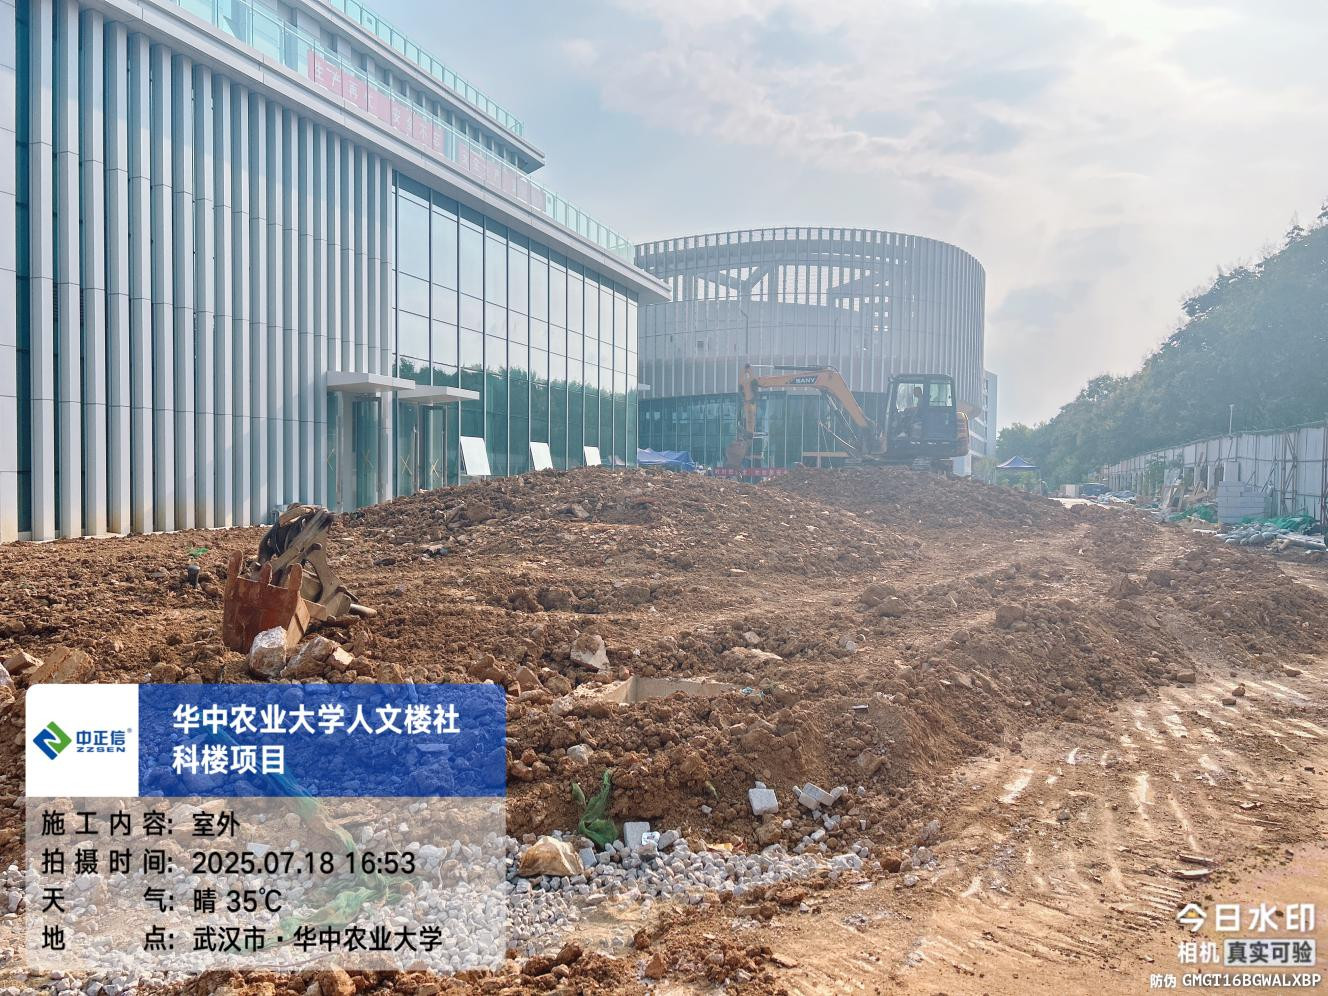 SANY
中正信
ZZSEN
华中农业大学人文楼社
科楼项目
施工内容: 室外
拍摄时间: 2025.07.18 16:53
天气: 晴 35℃
地点: 武汉市·华中农业大学
今日水印
相机 真实可验
防伪 GMGT16BGWALXBP